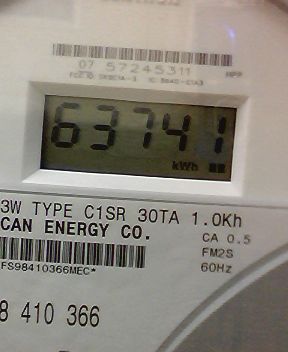 07 57245311 MPP
63741
kWh
3W TYPE C1SR 30TA 1.0Kh
CAN ENERGY CO.
CA 0.5
FM2S
60Hz
FS98410366MEC*
8 410 366